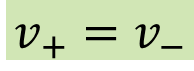 v₊ = v₋